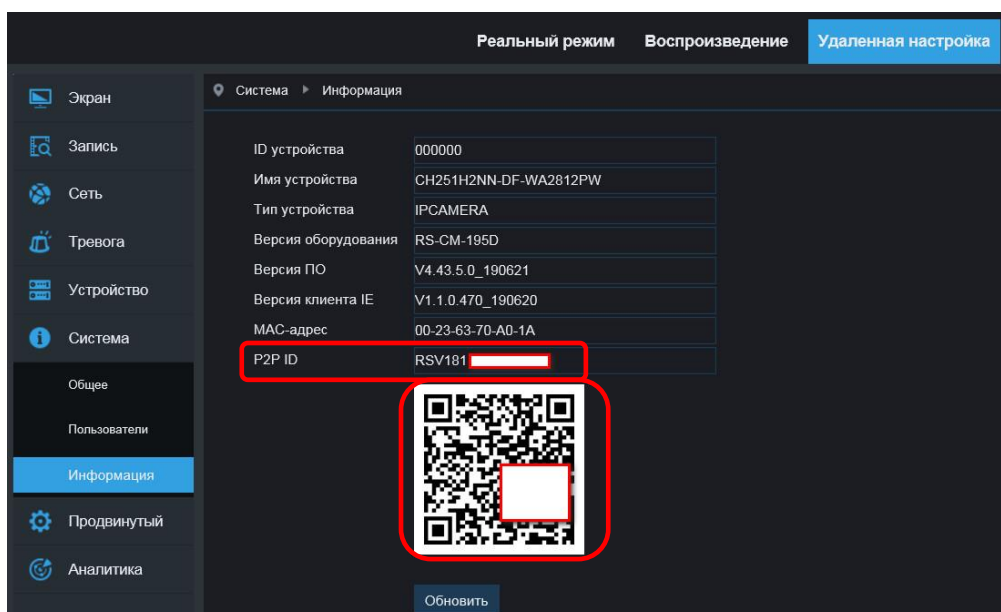 Реальный режим Воспроизведение Удаленная настройка
Экран
Запись
Сеть
Тревога
Устройство
Система
Общее
Пользователи
Информация
Продвинутый
Аналитика
Система Информация
ID устройства 000000
Имя устройства CH251H2NN-DF-WA2812PW
Тип устройства IPCAMERA
Версия оборудования RS-CM-195D
Версия ПО V4.43.5.0_190621
Версия клиента IE V1.1.0.470_190620
MAC-адрес 00-23-63-70-A0-1A
P2P ID RSV181
Обновить